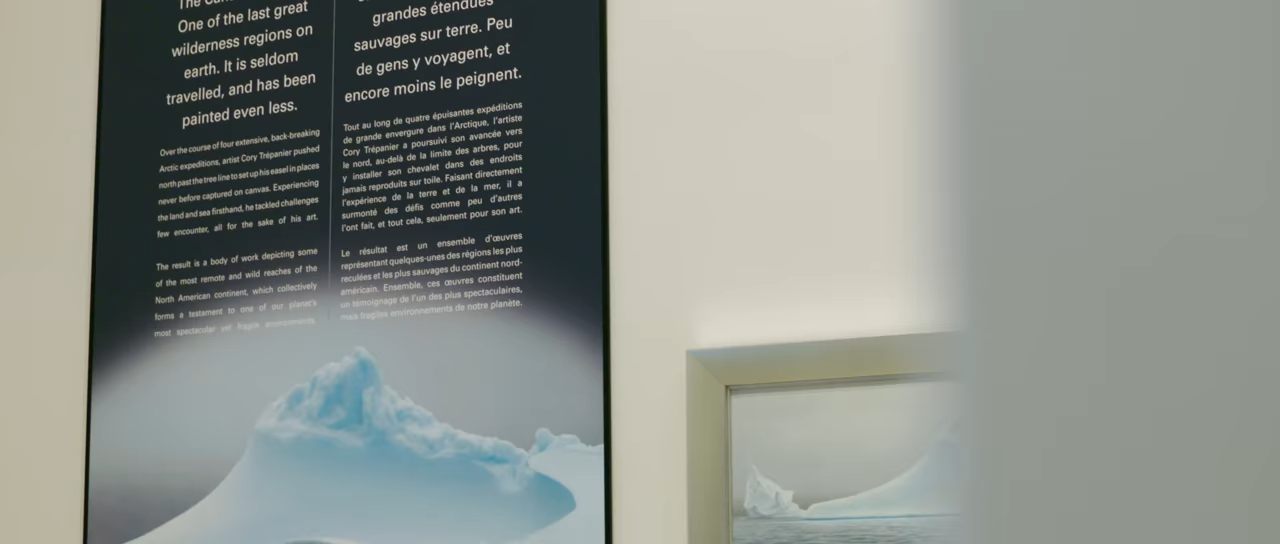 The
One of the last great
wilderness regions on
earth. It is seldom
travelled, and has been
painted even less.
Over the course of four extensive, back-breaking
Arctic expeditions, artist Cory Trépanier pushed
north past the tree line to set up his easel in places
never before captured on canvas. Experiencing
the land and sea firsthand, he tackled challenges
few encounter, all for the sake of his art.
The result is a body of work depicting some
of the most remote and wild reaches of the
North American continent, which collectively
forms a testament to one of our planet's
most spectacular yet fragile environments.
grandes étendues
sauvages sur terre. Peu
de gens y voyagent, et
encore moins le peignent.
Tout au long de quatre épuisantes expéditions
de grande envergure dans l'Arctique, l'artiste
Cory Trépanier a poursuivi son avancée vers
le nord, au-delà de la limite des arbres, pour
y installer son chevalet dans des endroits
jamais reproduits sur toile. Faisant directement
l'expérience de la terre et de la mer, il a
surmonté des défis comme peu d'autres
l'ont fait, et tout cela, seulement pour son art.
Le résultat est un ensemble d'œuvres
représentant quelques-unes des régions les plus
reculées et les plus sauvages du continent nord-
américain. Ensemble, ces œuvres constituent
un témoignage de l'un des plus spectaculaires,
mais fragiles environnements de notre planète.